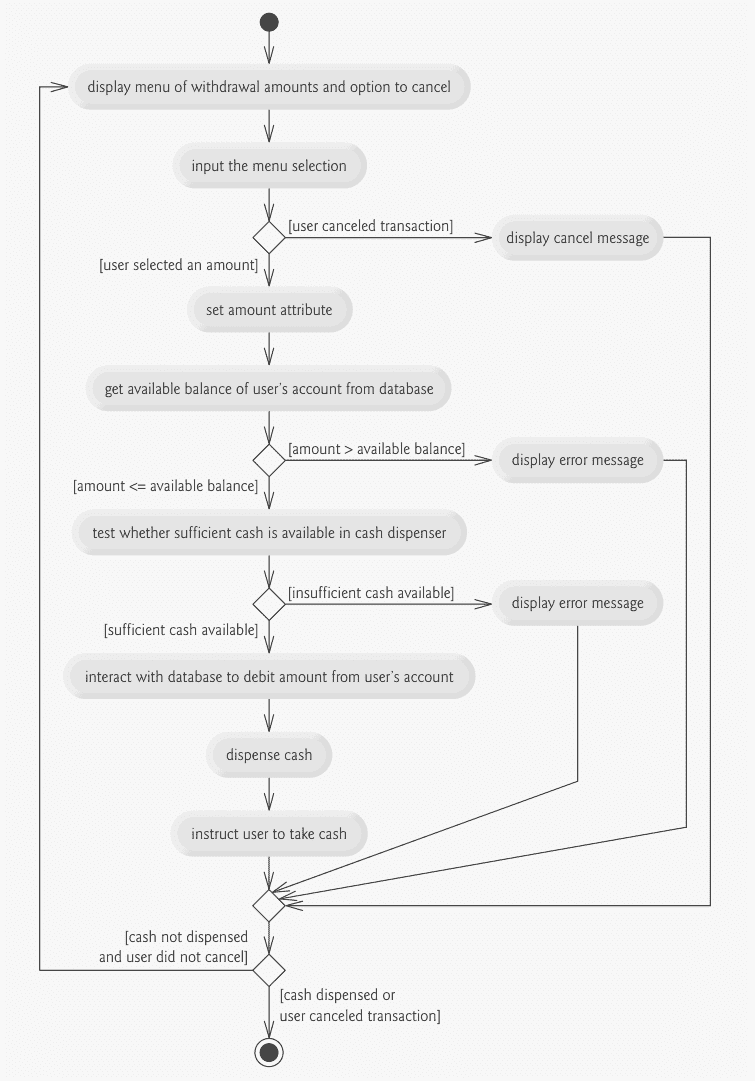 display menu of withdrawal amounts and option to cancel
input the menu selection
[user canceled transaction]
display cancel message
[user selected an amount]
set amount attribute
get available balance of user's account from database
[amount > available balance]
display error message
[amount <= available balance]
test whether sufficient cash is available in cash dispenser
[insufficient cash available]
display error message
[sufficient cash available]
interact with database to debit amount from user's account
dispense cash
instruct user to take cash
[cash not dispensed
and user did not cancel]
[cash dispensed or
user canceled transaction]